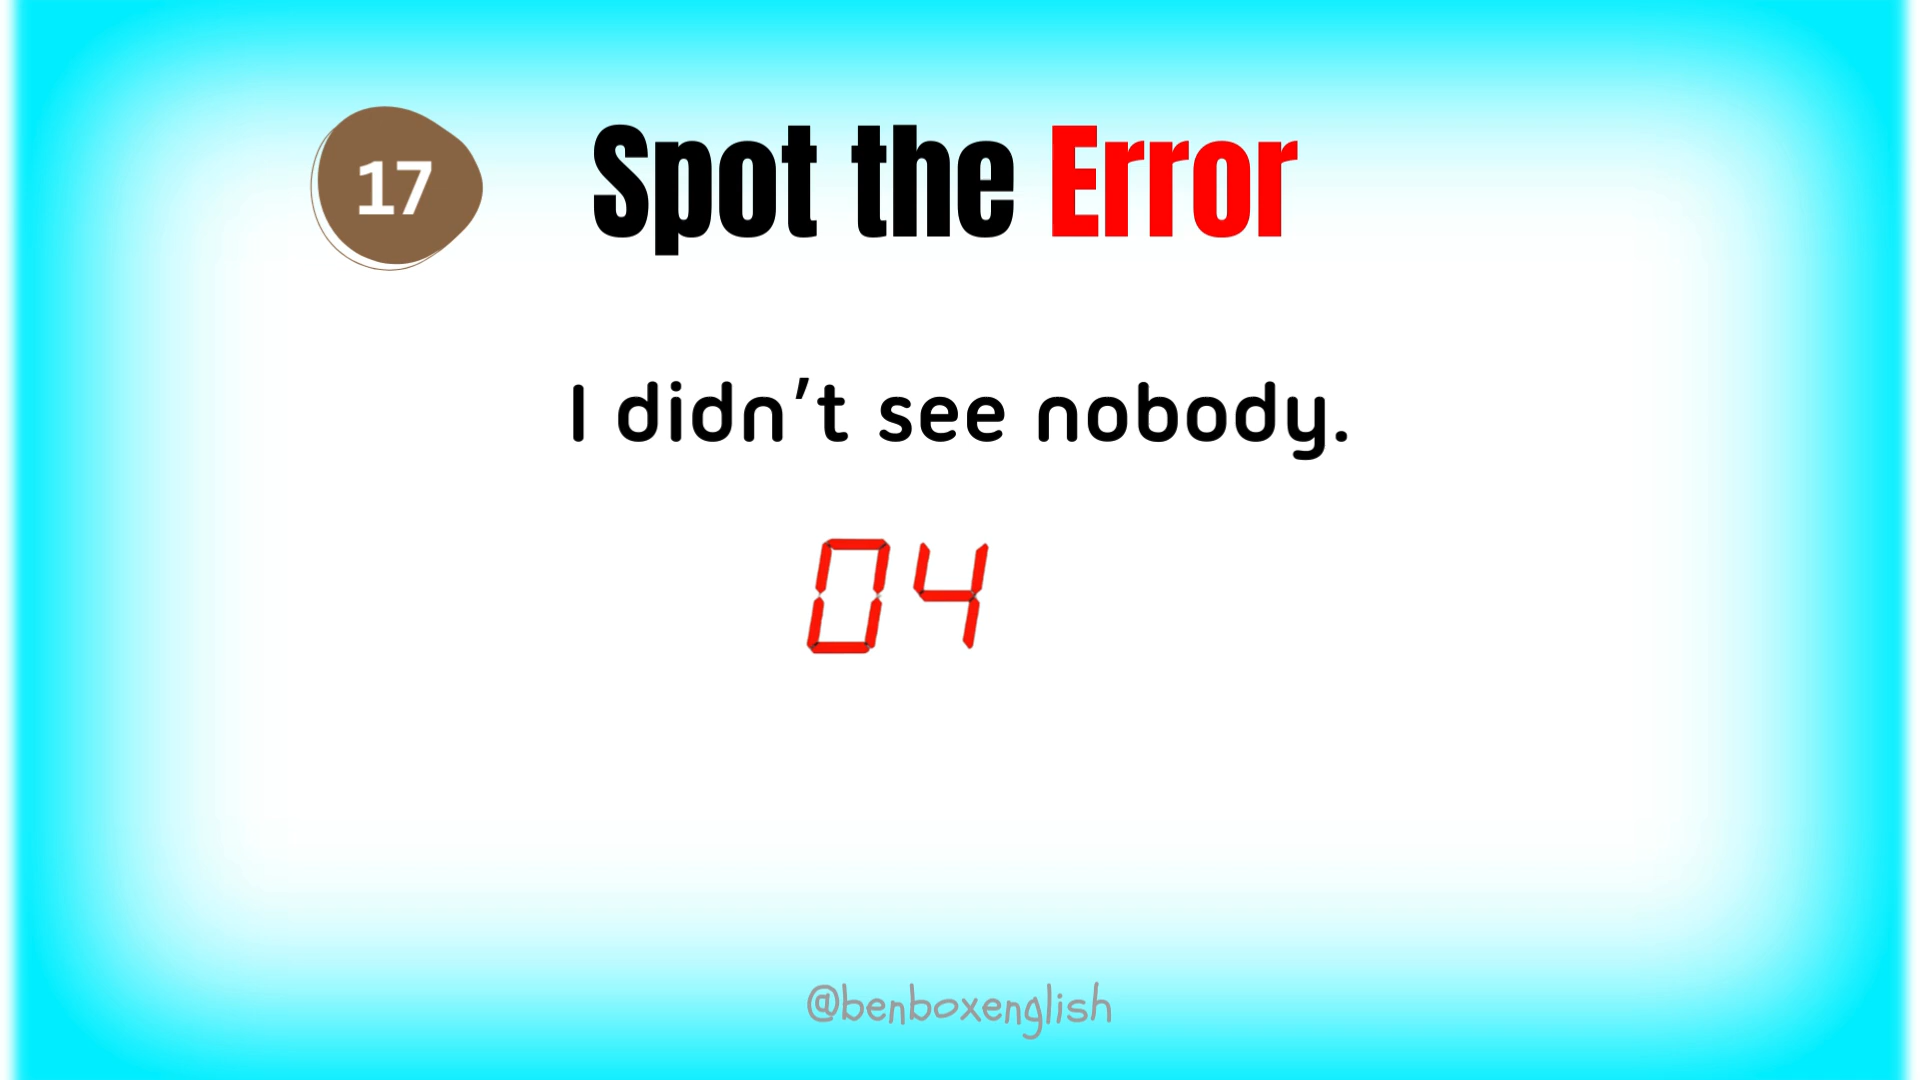 17
Spot the Error
I didn't see nobody.
04
@benboxenglish